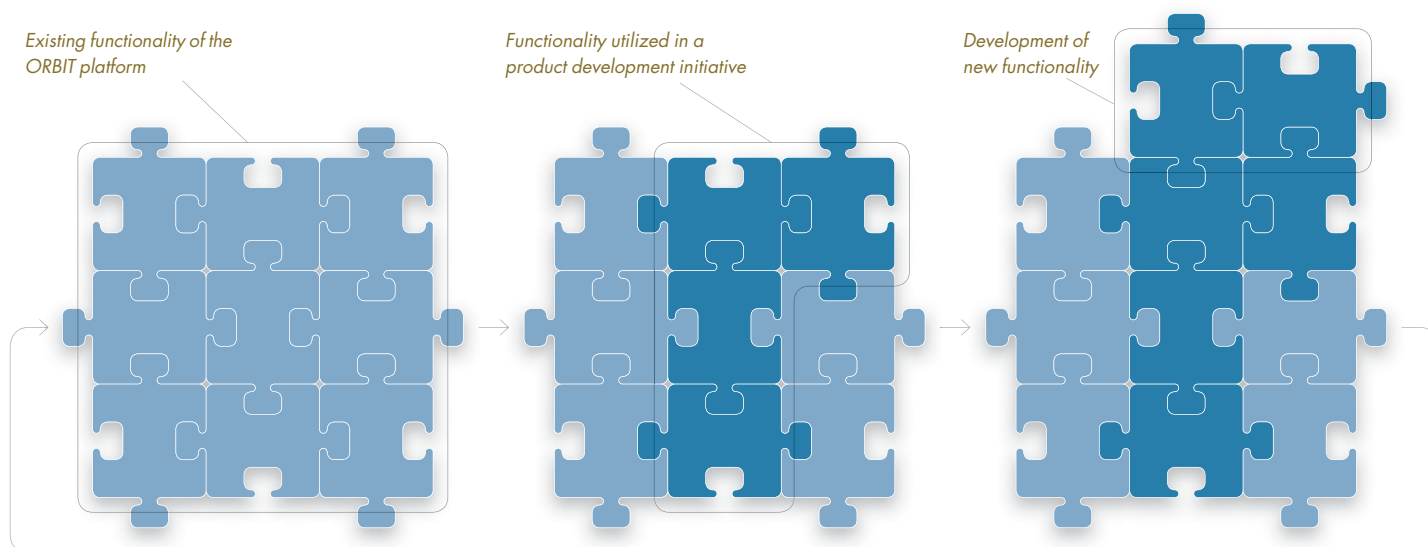 Existing functionality of the
ORBIT platform
Functionality utilized in a
product development initiative
Development of
new functionality